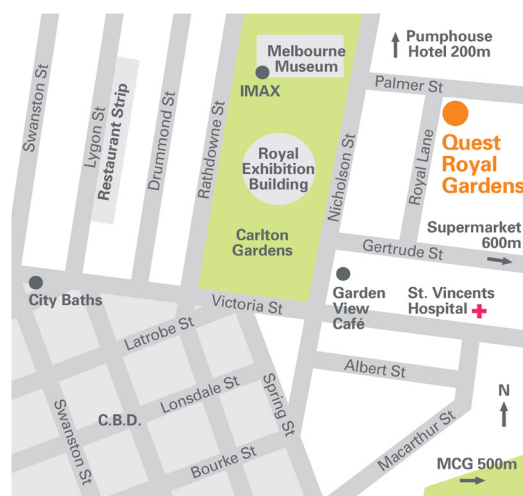 Pumphouse
Hotel 200m
Melbourne
Museum
IMAX
Palmer St
Swanston St
Lygon St
Restaurant Strip
Drummond St
Rathdowne St
Nicholson St
Royal Lane
Quest
Royal
Gardens
Royal
Exhibition
Building
Carlton
Gardens
Supermarket
600m
Gertrude St
City Baths
Victoria St
Garden
View
Café
St. Vincents
Hospital
Latrobe St
Albert St
Lonsdale St
Spring St
C.B.D.
Swanston St
Bourke St
Macarthur St
N
MCG 500m